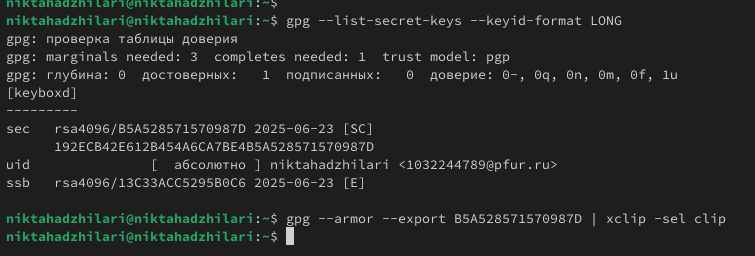 niktahadzhilari@niktahadzhilari:~$
niktahadzhilari@niktahadzhilari:~$ gpg --list-secret-keys --keyid-format LONG
gpg: проверка таблицы доверия
gpg: marginals needed: 3  completes needed: 1  trust model: pgp
gpg: глубина: 0  достоверных:   1  подписанных:   0  доверие: 0-, 0q, 0n, 0m, 0f, 1u
[keyboxd]
---------
sec   rsa4096/B5A528571570987D 2025-06-23 [SC]
      192ECB42E612B454A6CA7BE4B5A528571570987D
uid              [  абсолютно ] niktahadzhilari <1032244789@pfur.ru>
ssb   rsa4096/13C33ACC5295B0C6 2025-06-23 [E]

niktahadzhilari@niktahadzhilari:~$ gpg --armor --export B5A528571570987D | xclip -sel clip
niktahadzhilari@niktahadzhilari:~$